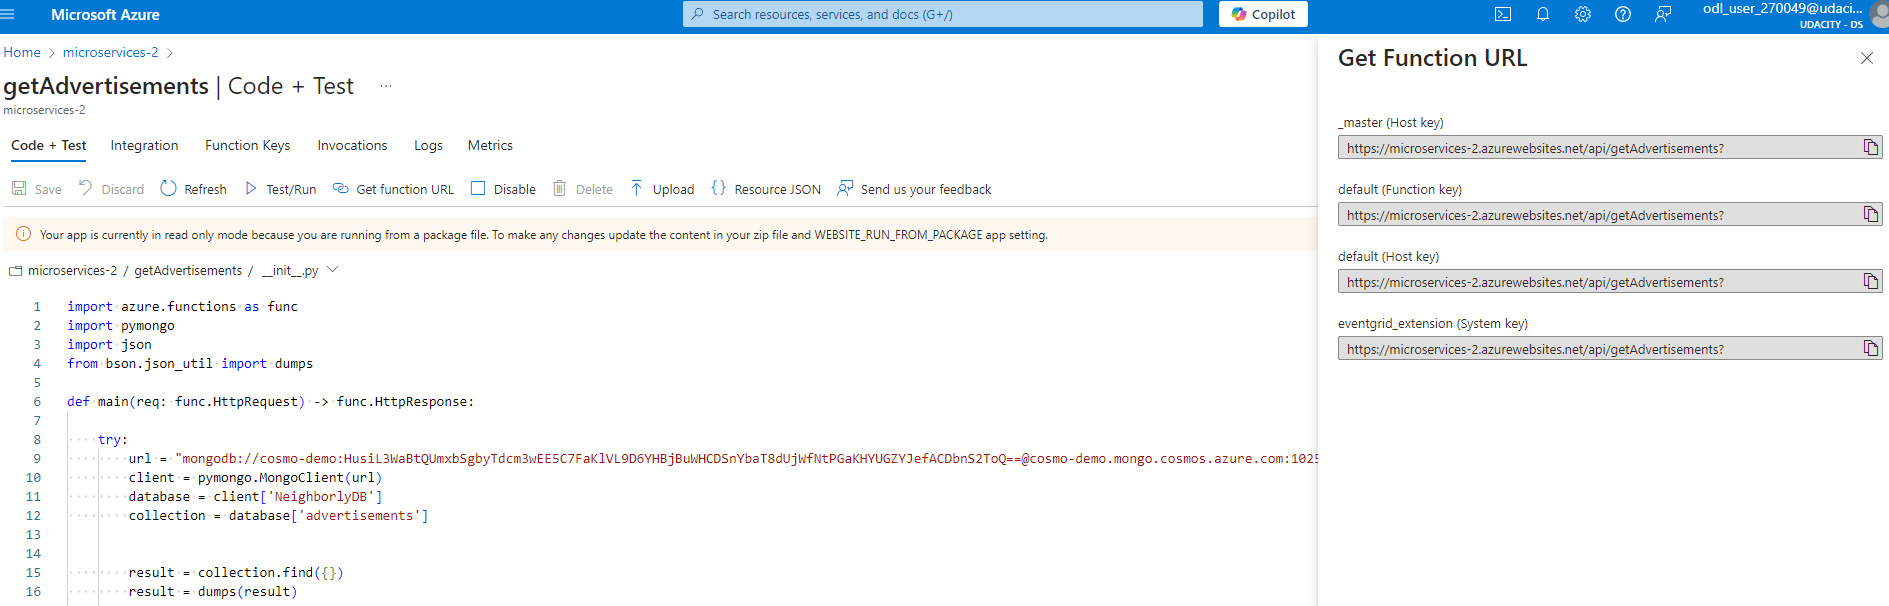 Microsoft Azure
Search resources, services, and docs (G+/)
Copilot
odl_user_270049@udaci...
UDACITY - DS
Home > microservices-2 >
getAdvertisements | Code + Test ...
microservices-2
Code + Test Integration Function Keys Invocations Logs Metrics
Save Discard Refresh Test/Run Get function URL Disable Delete Upload Resource JSON Send us your feedback
Your app is currently in read only mode because you are running from a package file. To make any changes update the content in your zip file and WEBSITE_RUN_FROM_PACKAGE app setting.
microservices-2 / getAdvertisements / __init__.py
1 import azure.functions as func
2 import pymongo
3 import json
4 from bson.json_util import dumps
5
6 def main(req: func.HttpRequest) -> func.HttpResponse:
7
8 try:
9 url = "mongodb://cosmo-demo:HusiL3WaBtQUmxbSgbyTdcm3wEE5C7FaKlVL9D6YHBjBuWHCDSnYbaT8dUjWfNtPGaKHYUGZYJefACDbnS2ToQ==@cosmo-demo.mongo.cosmos.azure.com:1025
10 client = pymongo.MongoClient(url)
11 database = client['NeighborlyDB']
12 collection = database['advertisements']
13
14
15 result = collection.find({})
16 result = dumps(result)
Get Function URL
_master (Host key)
https://microservices-2.azurewebsites.net/api/getAdvertisements?
default (Function key)
https://microservices-2.azurewebsites.net/api/getAdvertisements?
default (Host key)
https://microservices-2.azurewebsites.net/api/getAdvertisements?
eventgrid_extension (System key)
https://microservices-2.azurewebsites.net/api/getAdvertisements?